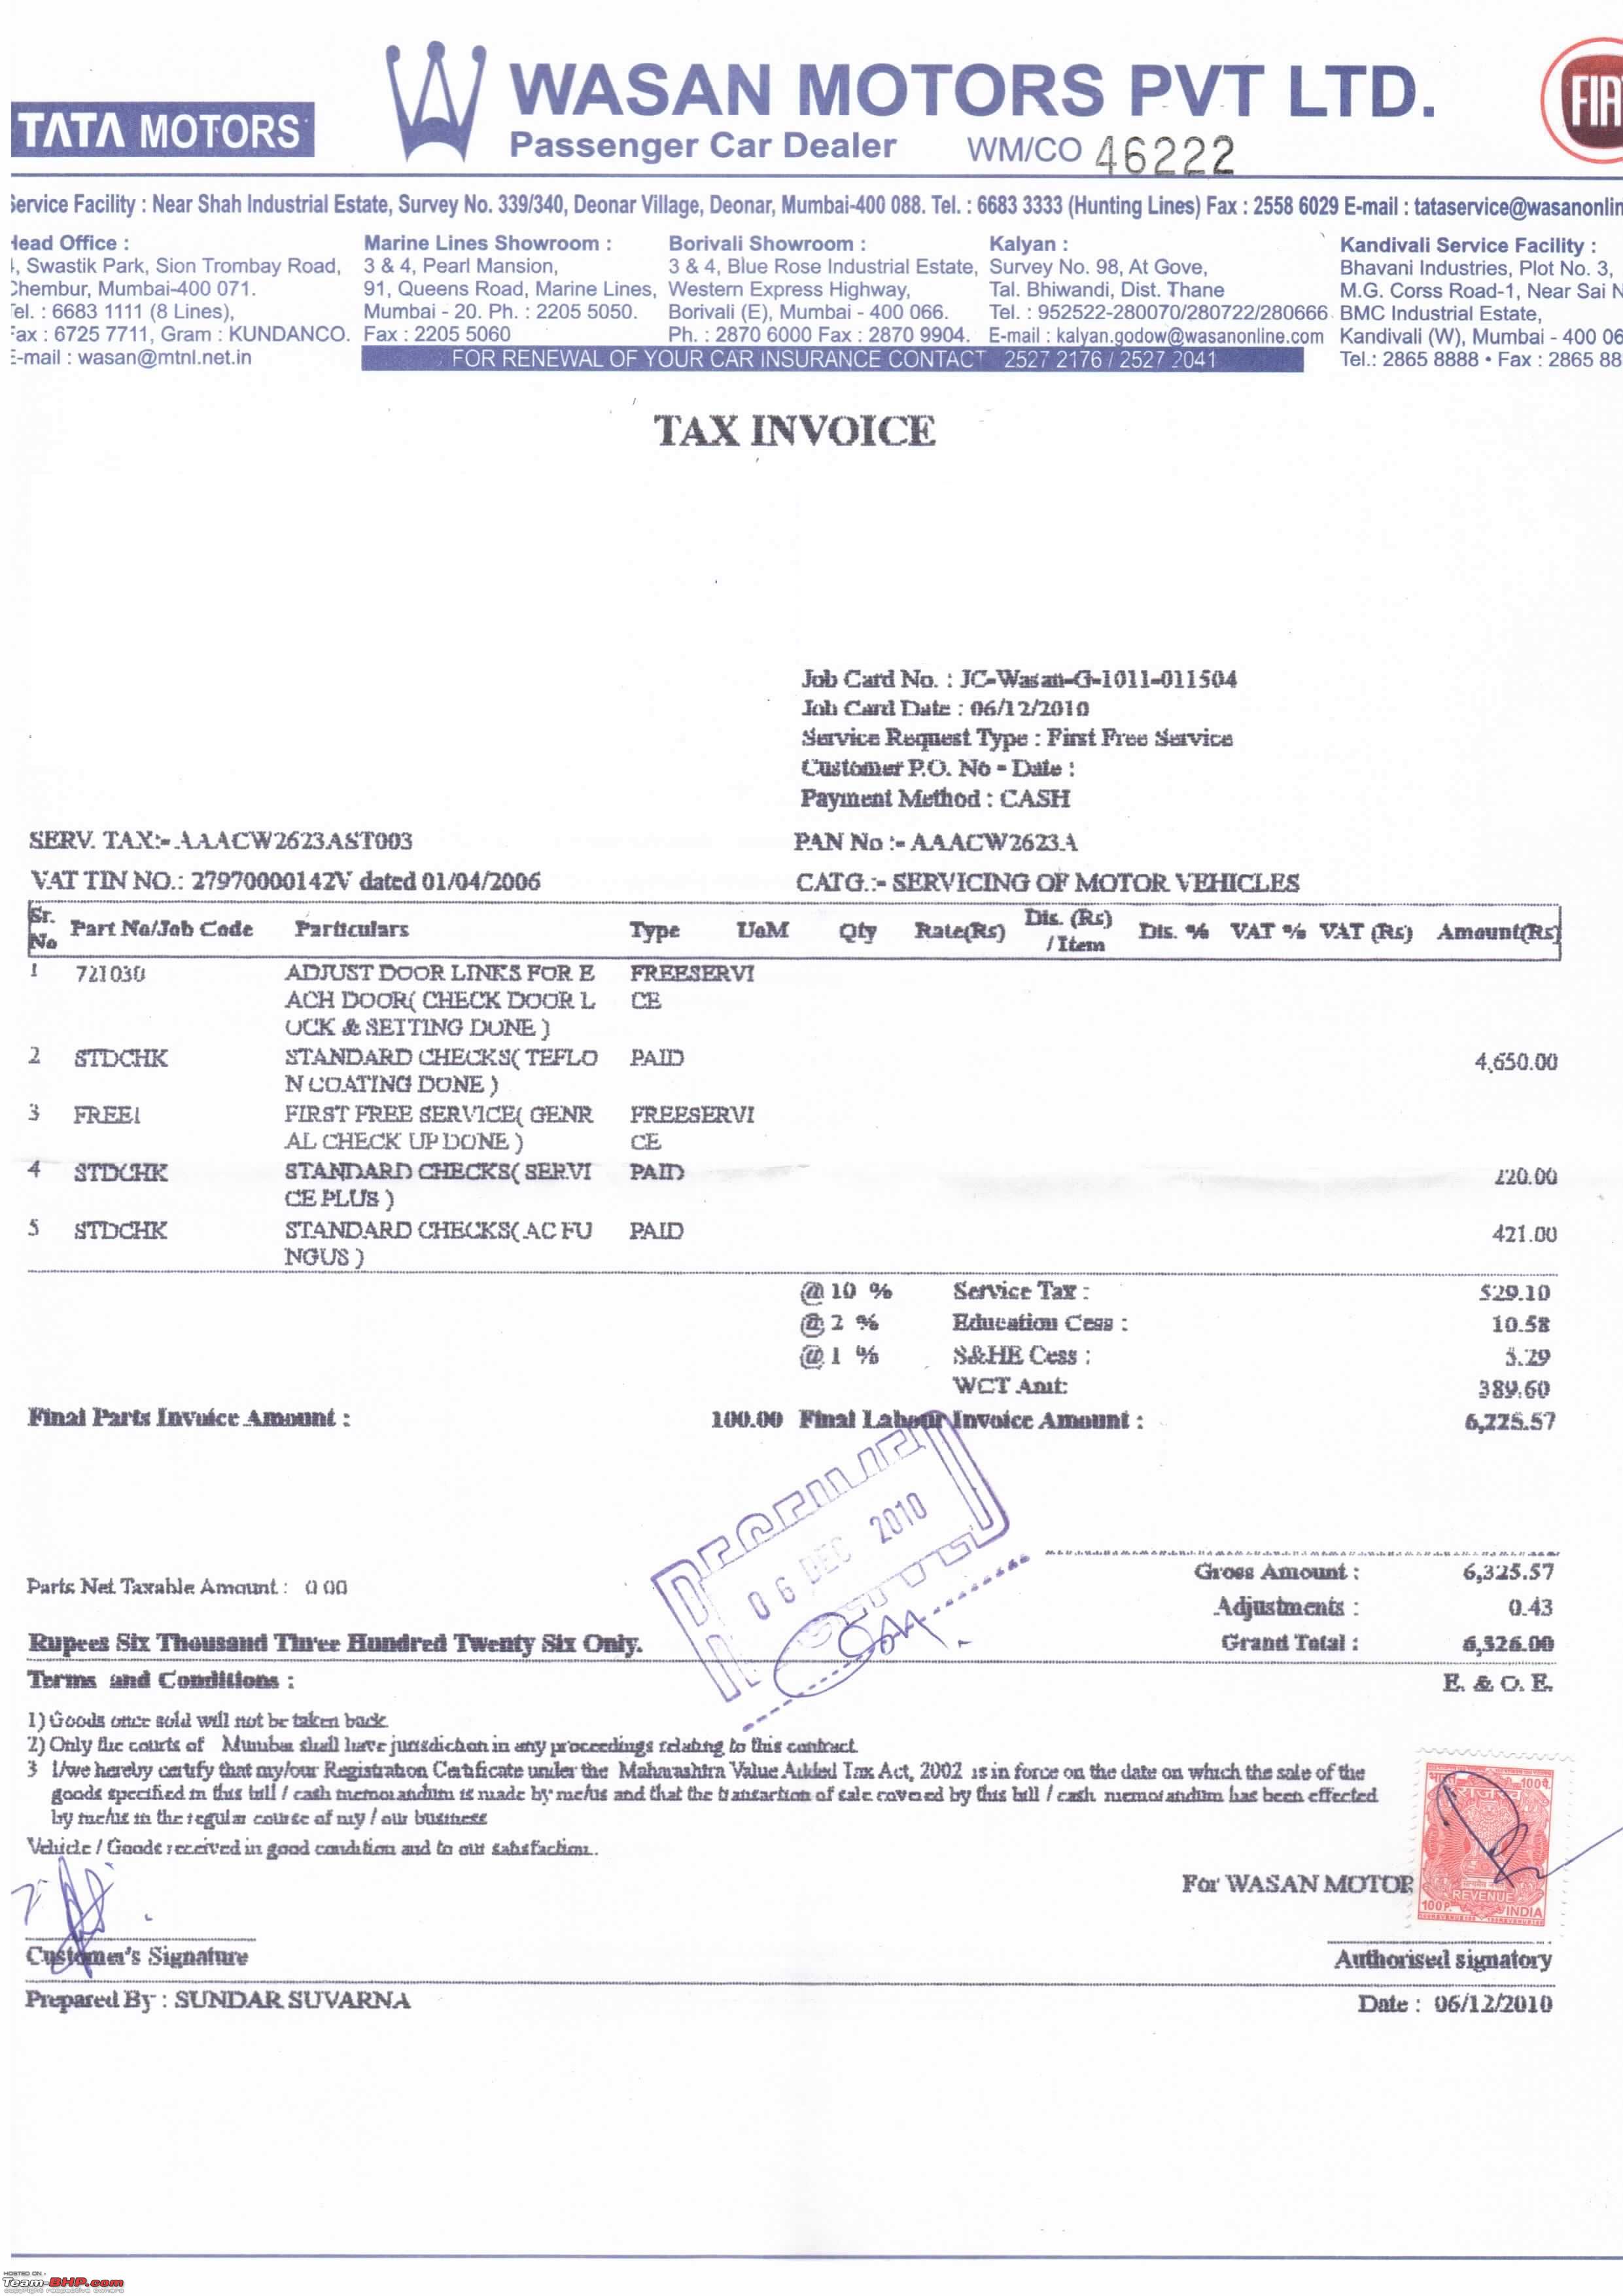 TATA MOTORS
WASAN MOTORS PVT LTD.
Passenger Car Dealer WM/CO 46222
FIA
Service Facility : Near Shah Industrial Estate, Survey No. 339/340, Deonar Village, Deonar, Mumbai-400 088. Tel. : 6683 3333 (Hunting Lines) Fax : 2558 6029 E-mail : tataservice@wasanonlin
Head Office :
, Swastik Park, Sion Trombay Road,
Chembur, Mumbai-400 071.
Tel. : 6683 1111 (8 Lines),
Fax : 6725 7711, Gram : KUNDANCO.
E-mail : wasan@mtnl.net.in
Marine Lines Showroom :
3 & 4, Pearl Mansion,
91, Queens Road, Marine Lines,
Mumbai - 20. Ph. : 2205 5050.
Fax : 2205 5060
Borivali Showroom :
3 & 4, Blue Rose Industrial Estate,
Western Express Highway,
Borivali (E), Mumbai - 400 066.
Ph. : 2870 6000 Fax : 2870 9904.
Kalyan :
Survey No. 98, At Gove,
Tal. Bhiwandi, Dist. Thane
Tel. : 952522-280070/280722/280666
E-mail : kalyan.godow@wasanonline.com
Kandivali Service Facility :
Bhavani Industries, Plot No. 3,
M.G. Corss Road-1, Near Sai N
BMC Industrial Estate,
Kandivali (W), Mumbai - 400 06
Tel.: 2865 8888 • Fax : 2865 88
FOR RENEWAL OF YOUR CAR INSURANCE CONTACT 2527 2176 / 2527 2041
TAX INVOICE
Job Card No. : JC-Wasan-G-1011-011504
Job Card Date : 06/12/2010
Service Request Type : First Free Service
Customer P.O. No - Date :
Payment Method : CASH
SERV. TAX:- AAACW2623AST003 PAN No :- AAACW2623A
VAT TIN NO.: 27970000142V dated 01/04/2006 CATG.:- SERVICING OF MOTOR VEHICLES
Sr. No Part No/Job Code Particulars Type UoM Qty Rate(Rs) Dis. (Rs) / Item Dis. % VAT % VAT (Rs) Amount(Rs)
1 721030 ADJUST DOOR LINKS FOR E FREESERVI
ACH DOOR( CHECK DOOR L CE
OCK & SETTING DONE )
2 STDCHK STANDARD CHECKS( TEFLO PAID 4,650.00
N COATING DONE )
3 FREE1 FIRST FREE SERVICE( GENR FREESERVI
AL CHECK UP DONE ) CE
4 STDCHK STANDARD CHECKS( SERVI PAID 220.00
CE PLUS )
5 STDCHK STANDARD CHECKS( AC FU PAID 421.00
NGUS )
@ 10 % Service Tax : 529.10
@ 2 % Education Cess : 10.58
@ 1 % S&HE Cess : 5.29
WCT Amt: 389.60
Final Parts Invoice Amount : 100.00 Final Labour Invoice Amount : 6,225.57
06 DEC 2010
Gross Amount : 6,325.57
Parts Net Taxable Amount : 0.00
Adjustments : 0.43
Rupees Six Thousand Three Hundred Twenty Six Only. Grand Total : 6,326.00
Terms and Conditions : E. & O. E.
1) Goods once sold will not be taken back.
2) Only the courts of Mumbai shall have jurisdiction in any proceedings relating to this contract.
3 I/we hereby certify that my/our Registration Certificate under the Maharashtra Value Added Tax Act, 2002 is in force on the date on which the sale of the
goods specified in this bill / cash memorandum is made by me/us and that the transaction of sale covered by this bill / cash memorandum has been effected
by me/us in the regular course of my / our business
Vehicle / Goods received in good condition and to our satisfaction.
For WASAN MOTOR
100P.
REVENUE
100P. INDIA
Customer's Signature Authorised signatory
Prepared By : SUNDAR SUVARNA Date : 06/12/2010
HOSTED ON :
Team-BHP.com
copyright respective owners